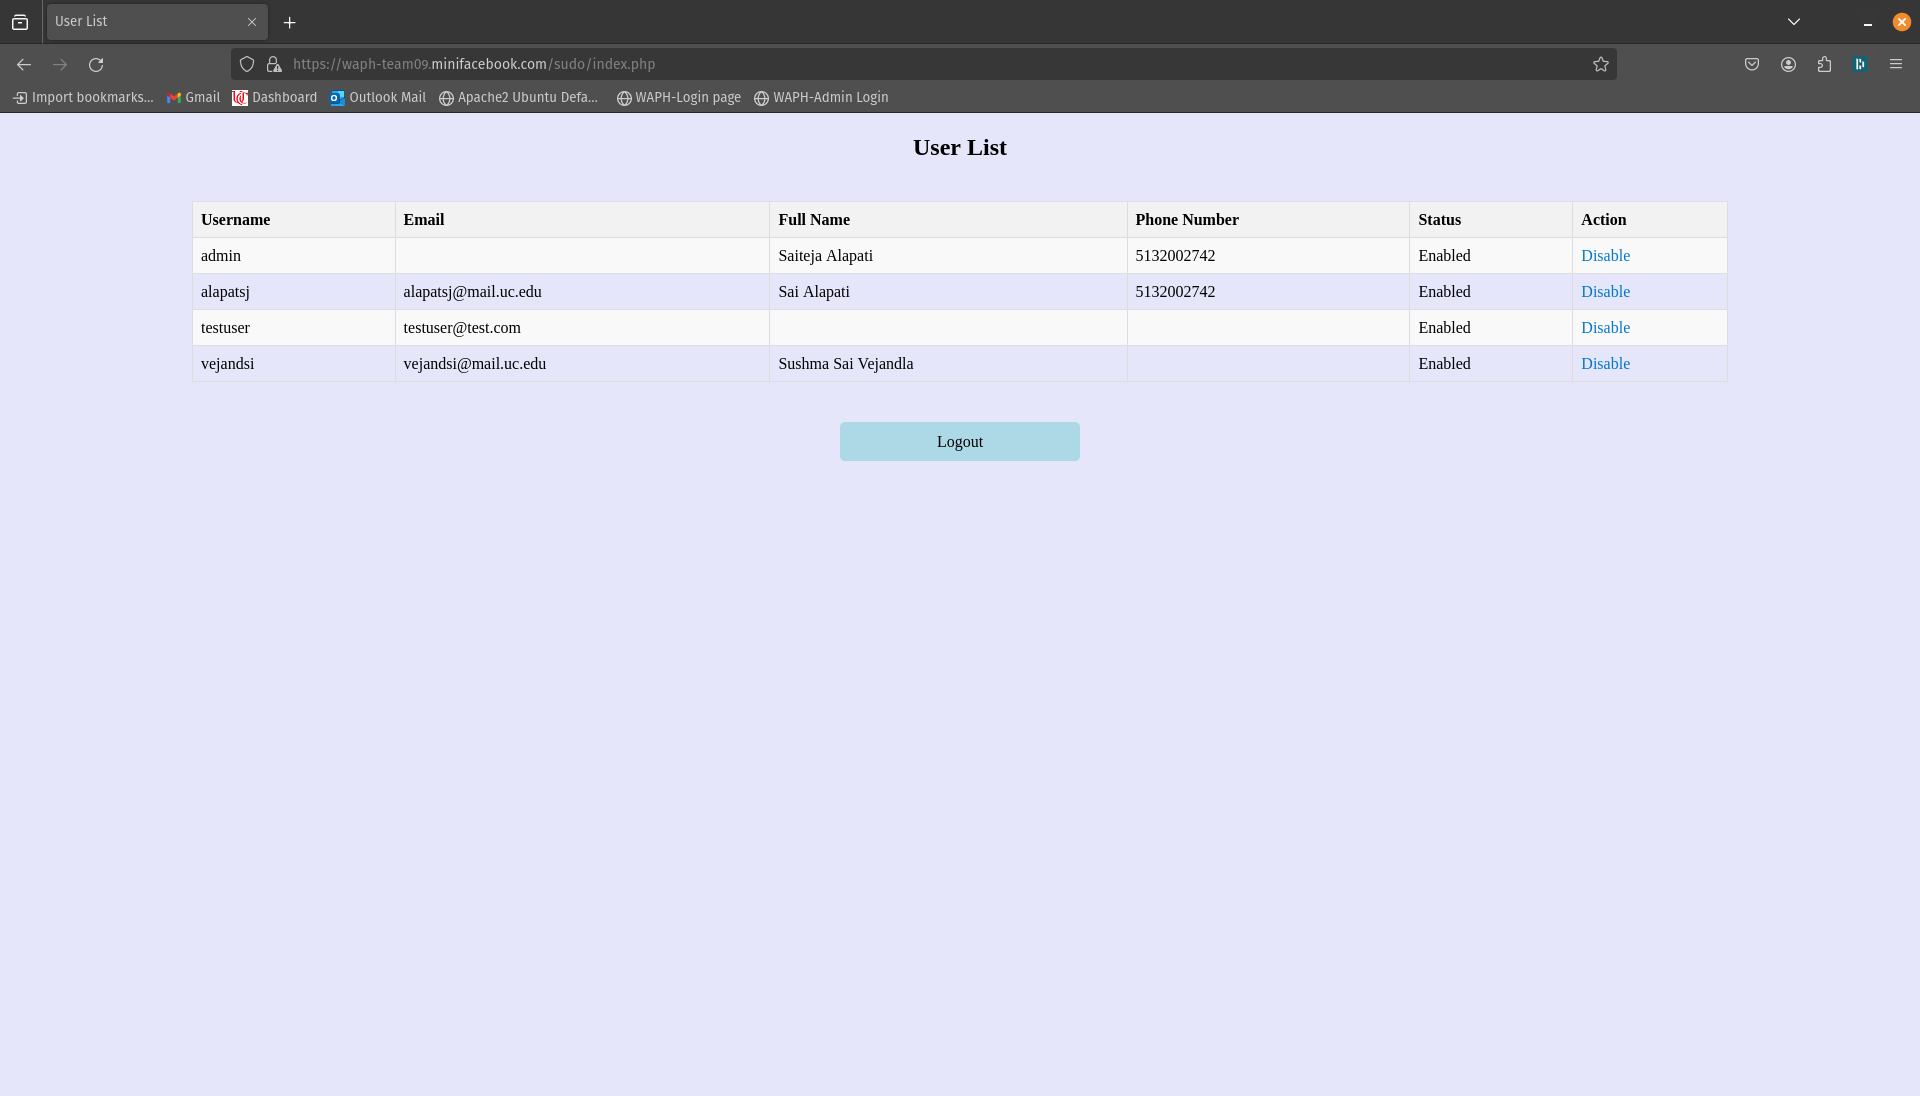 User List
https://waph-team09.minifacebook.com/sudo/index.php
Import bookmarks... Gmail Dashboard Outlook Mail Apache2 Ubuntu Defa... WAPH-Login page WAPH-Admin Login
User List
Username Email Full Name Phone Number Status Action
admin Saiteja Alapati 5132002742 Enabled Disable
alapatsj alapatsj@mail.uc.edu Sai Alapati 5132002742 Enabled Disable
testuser testuser@test.com Enabled Disable
vejandsi vejandsi@mail.uc.edu Sushma Sai Vejandla Enabled Disable
Logout